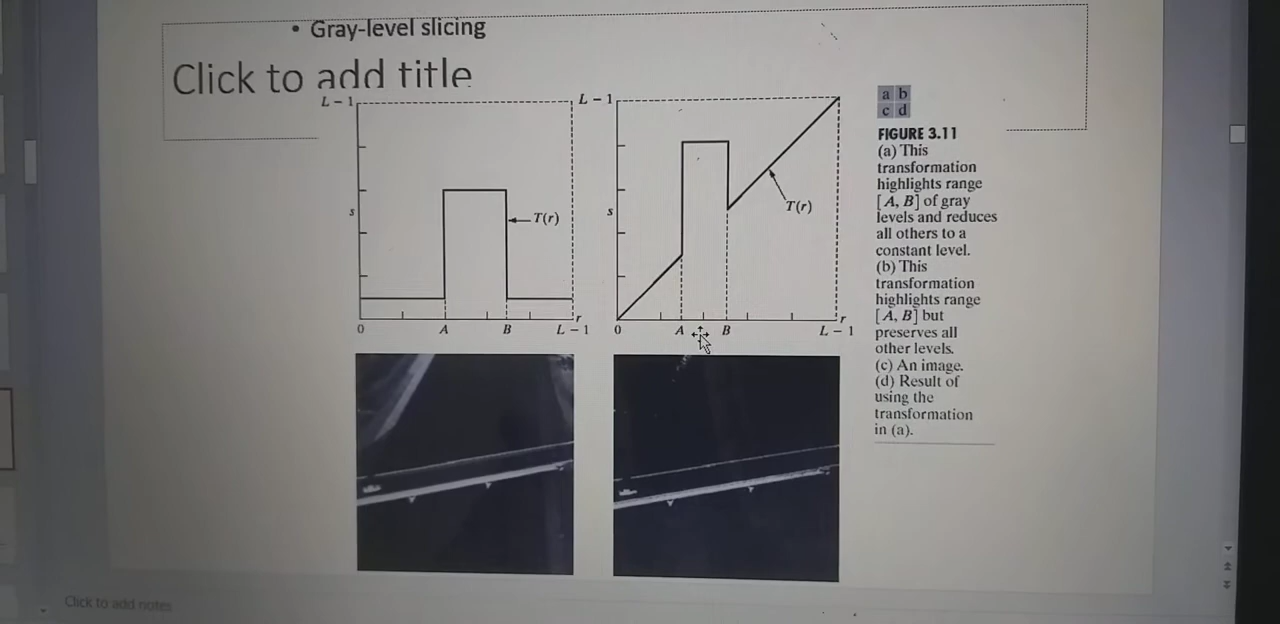 • Gray-level slicing
Click to add title
L − 1
s
T(r)
0 A B L − 1
r
L − 1
s
T(r)
0 A B L − 1
r
a b
c d
FIGURE 3.11
(a) This
transformation
highlights range
[A, B] of gray
levels and reduces
all others to a
constant level.
(b) This
transformation
highlights range
[A, B] but
preserves all
other levels.
(c) An image.
(d) Result of
using the
transformation
in (a).
Click to add notes